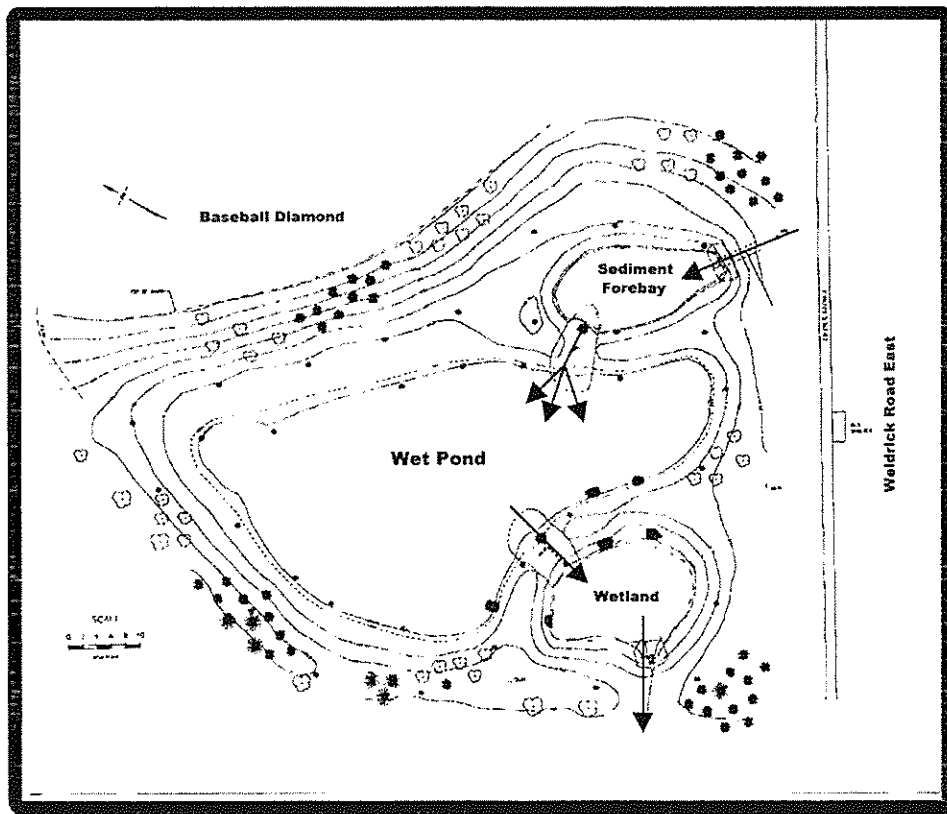 Baseball Diamond
Sediment
Forebay
Wet Pond
Weldrick Road East
Wetland
SCALE